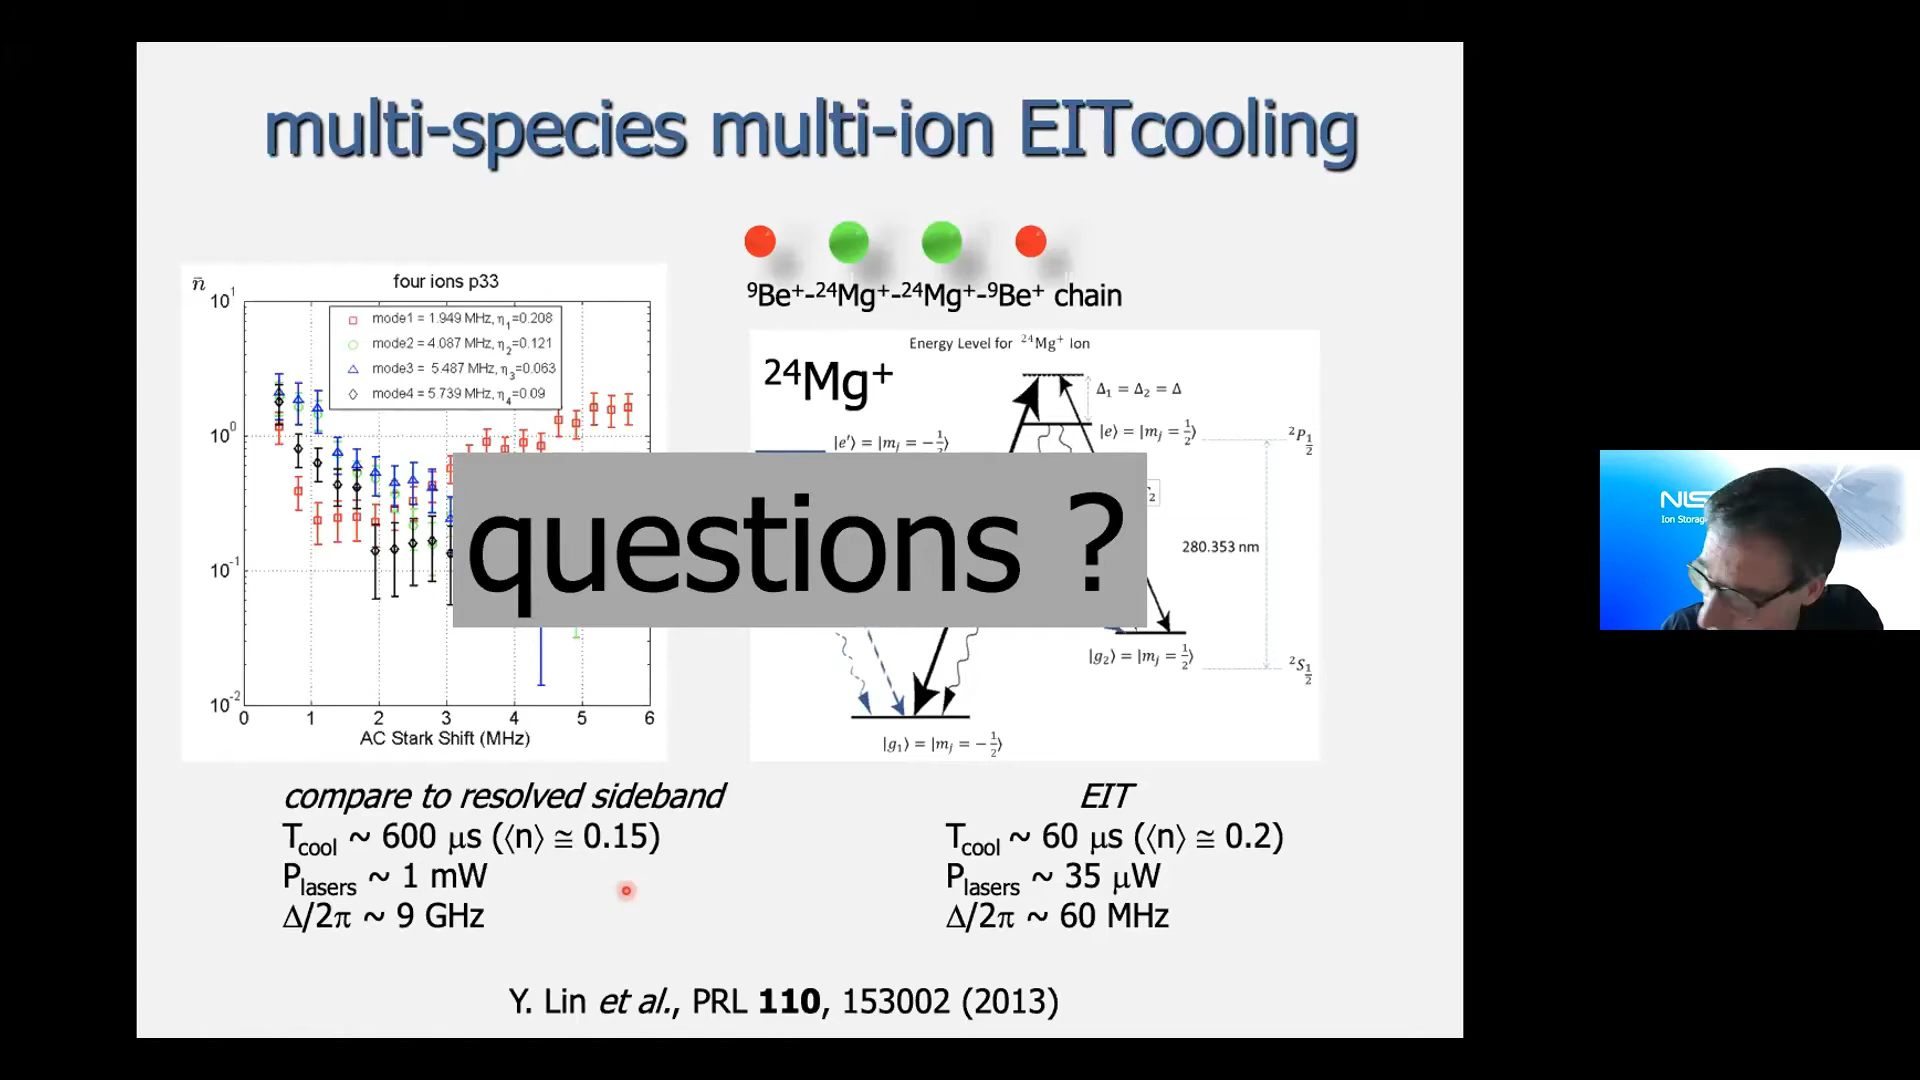 multi-species multi-ion EITcooling
⁹Be⁺-²⁴Mg⁺-²⁴Mg⁺-⁹Be⁺ chain
n̄
four ions p33
10¹
mode1 = 1.949 MHz, η₁=0.208
mode2 = 4.087 MHz, η₂=0.121
mode3 = 5.487 MHz, η₃=0.063
mode4 = 5.739 MHz, η₄=0.09
10⁰
10⁻¹
10⁻²
0 1 2 3 4 5 6
AC Stark Shift (MHz)
Energy Level for ²⁴Mg⁺ Ion
²⁴Mg⁺
Δ₁ = Δ₂ = Δ
|e'⟩ = |mⱼ = −1/2⟩
|e⟩ = |mⱼ = 1/2⟩
²P1/2
questions ?
280.353 nm
|g₂⟩ = |mⱼ = 1/2⟩
²S1/2
|g₁⟩ = |mⱼ = −1/2⟩
compare to resolved sideband
Tcool ~ 600 μs (⟨n⟩ ≅ 0.15)
Plasers ~ 1 mW
Δ/2π ~ 9 GHz
EIT
Tcool ~ 60 μs (⟨n⟩ ≅ 0.2)
Plasers ~ 35 μW
Δ/2π ~ 60 MHz
Y. Lin et al., PRL 110, 153002 (2013)
Ion Storag